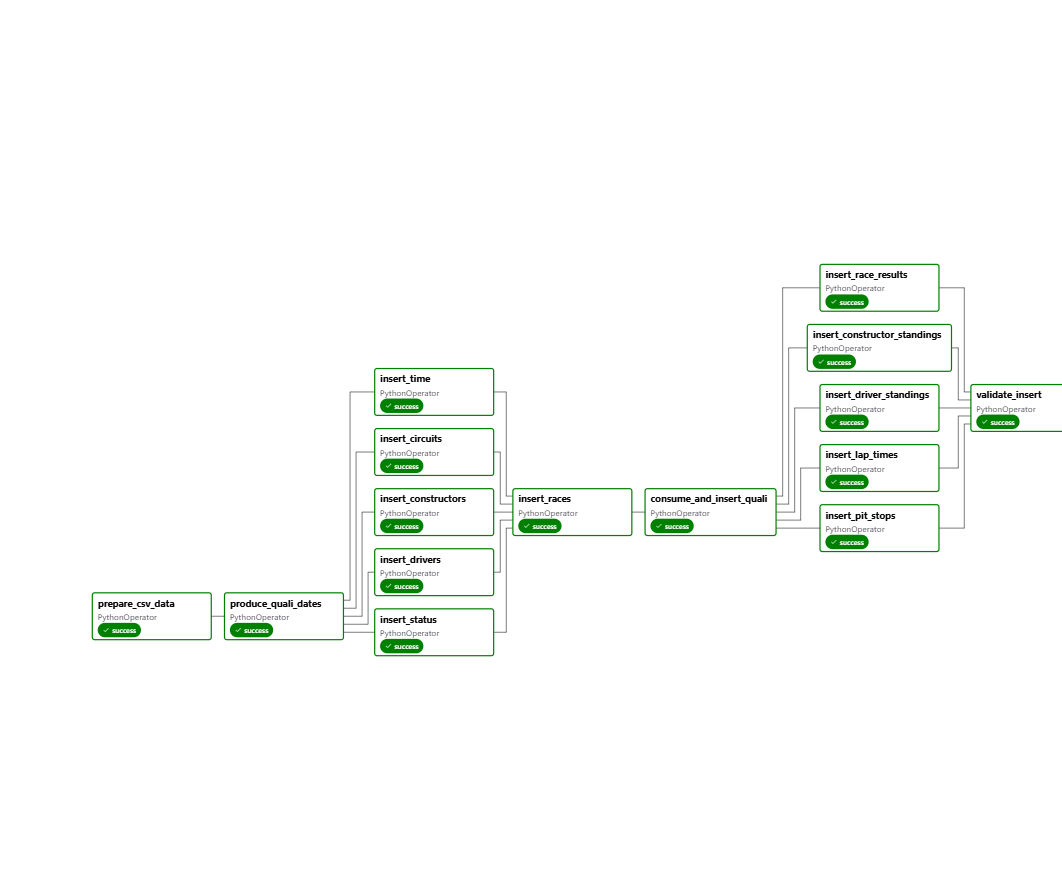 prepare_csv_data
PythonOperator
success
produce_quali_dates
PythonOperator
success
insert_time
PythonOperator
success
insert_circuits
PythonOperator
success
insert_constructors
PythonOperator
success
insert_drivers
PythonOperator
success
insert_status
PythonOperator
success
insert_races
PythonOperator
success
consume_and_insert_quali
PythonOperator
success
insert_race_results
PythonOperator
success
insert_constructor_standings
PythonOperator
success
insert_driver_standings
PythonOperator
success
insert_lap_times
PythonOperator
success
insert_pit_stops
PythonOperator
success
validate_insert
PythonOperator
success